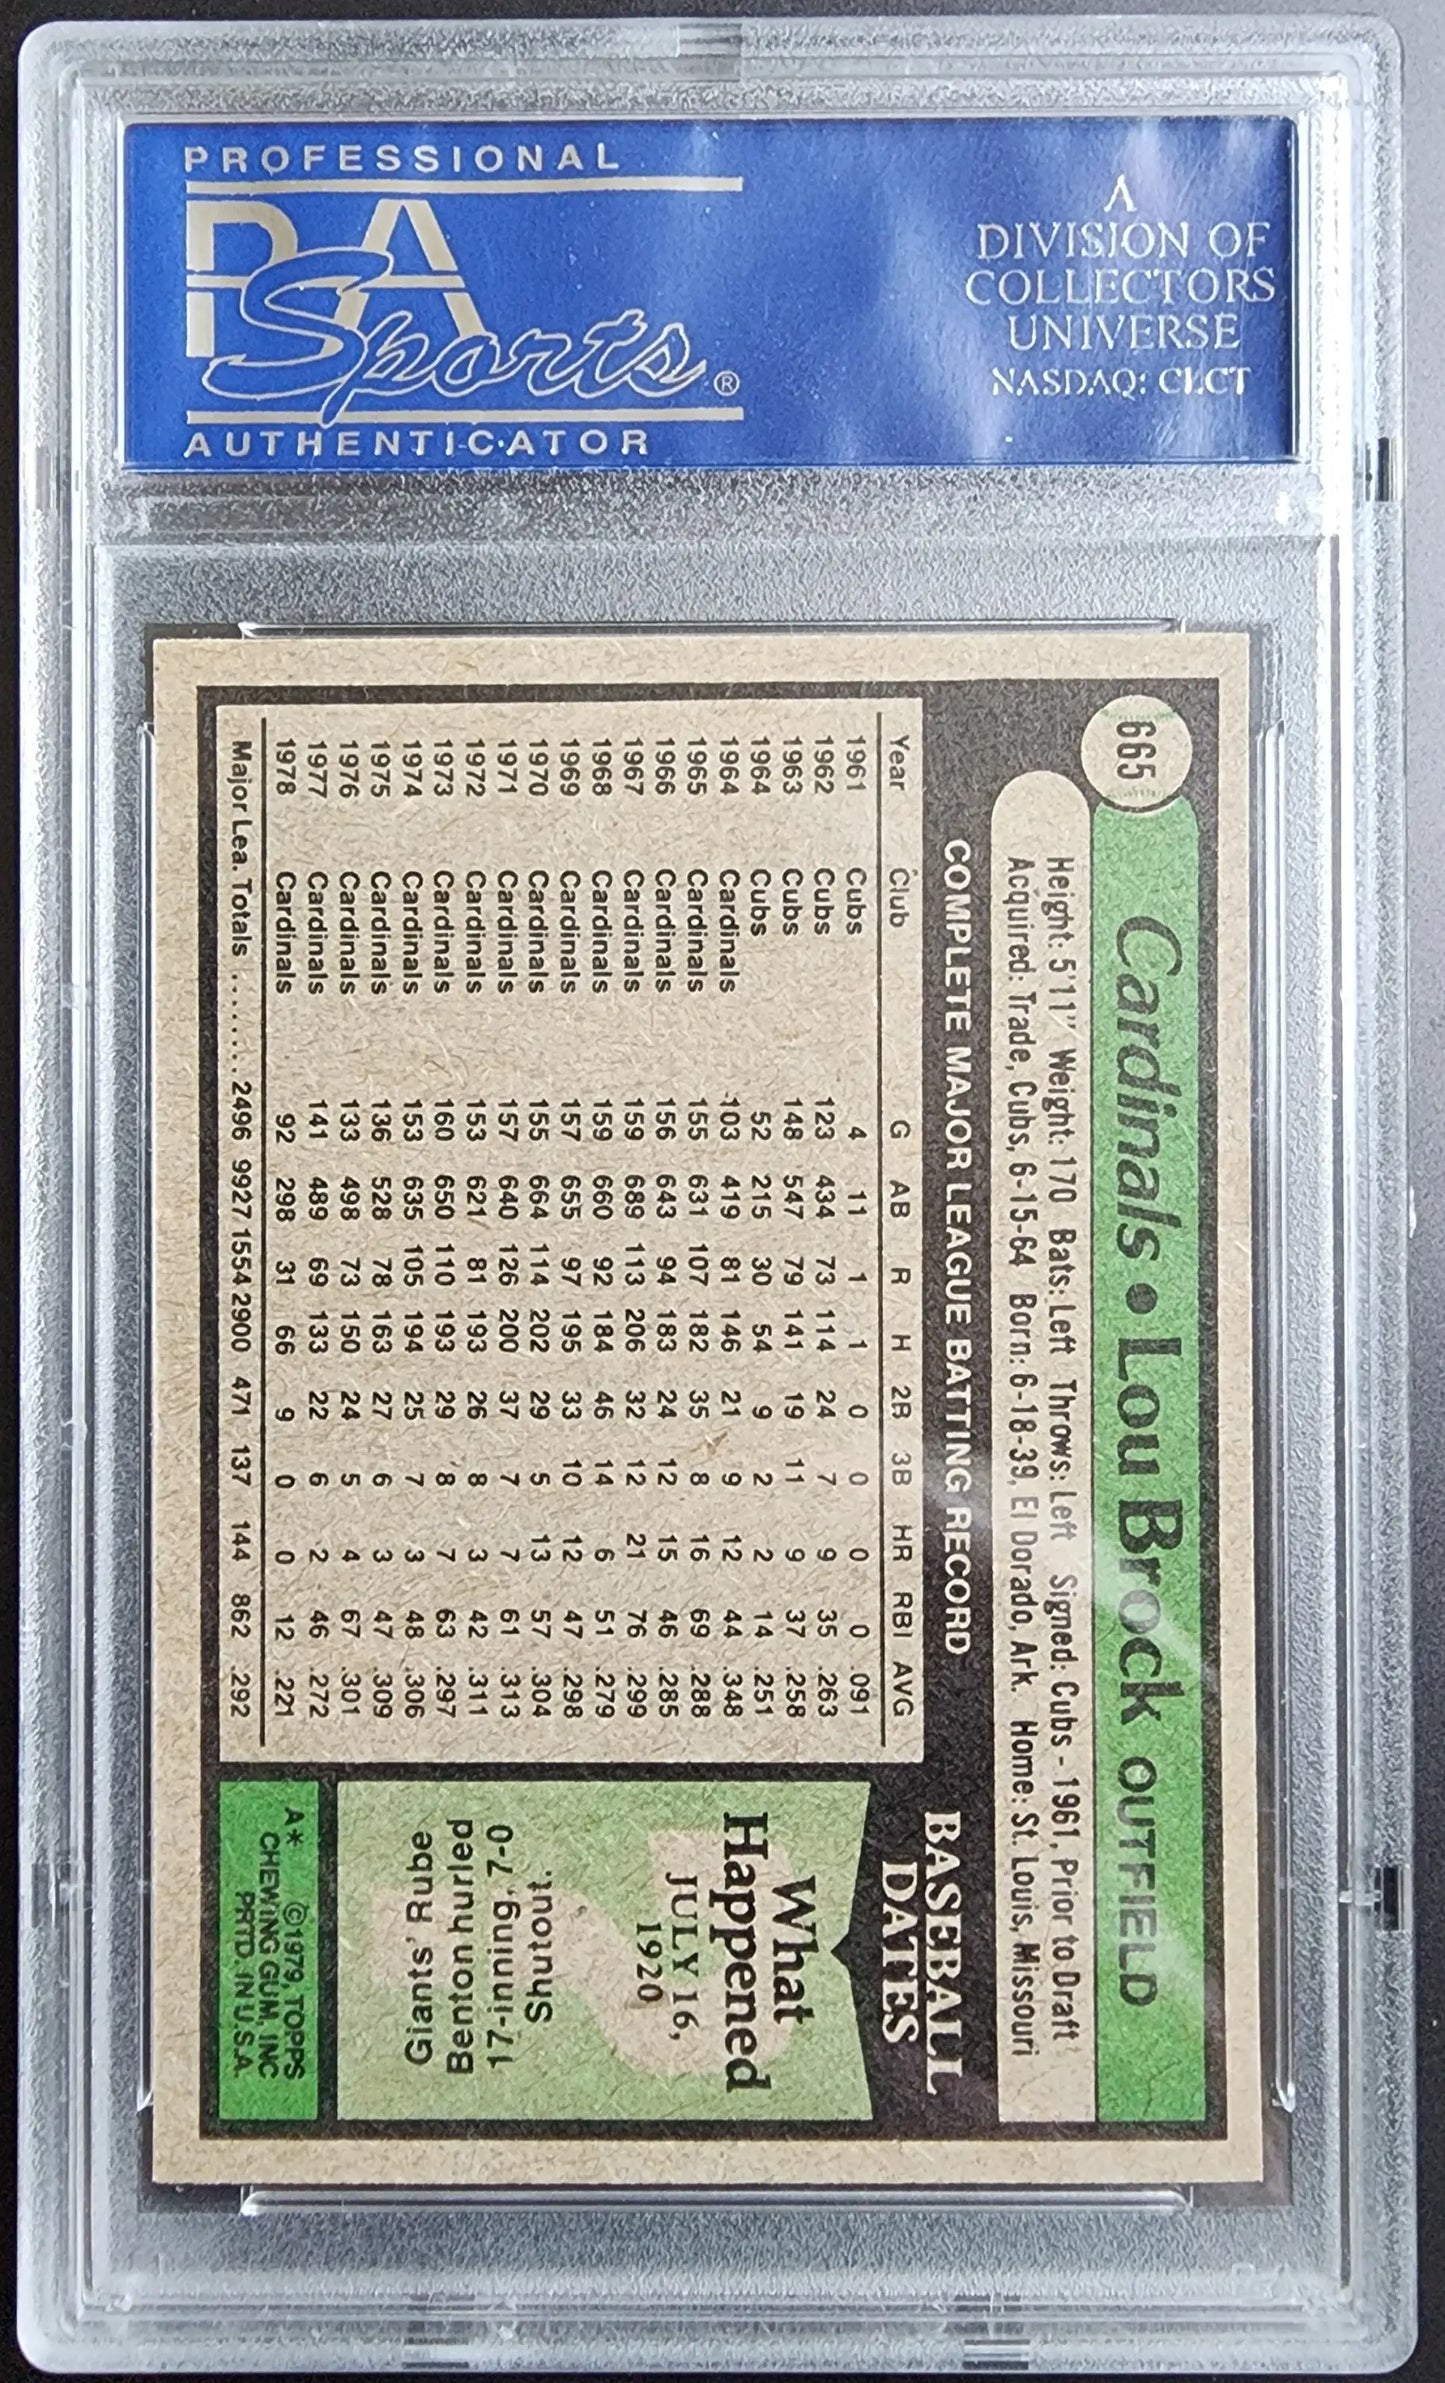 PROFESSIONAL
PSA
Sports®
AUTHENTICATOR
A
DIVISION OF
COLLECTORS
UNIVERSE
NASDAQ: CLCT
665 Cardinals • Lou Brock OUTFIELD
Height: 5'11" Weight: 170 Bats: Left Throws: Left Signed: Cubs - 1961, Prior to Draft
Acquired: Trade, Cubs, 6-15-64 Born: 6-18-39, El Dorado, Ark. Home: St. Louis, Missouri
COMPLETE MAJOR LEAGUE BATTING RECORD
Year Club G AB R H 2B 3B HR RBI AVG
1961 Cubs 4 11 1 1 0 0 0 0 .091
1962 Cubs 123 434 73 114 24 7 9 35 .263
1963 Cubs 148 547 79 141 19 11 9 37 .258
1964 Cubs 52 215 30 54 9 2 2 14 .251
1964 Cardinals 103 419 81 146 21 9 12 44 .348
1965 Cardinals 155 631 107 182 35 8 16 69 .288
1966 Cardinals 156 643 94 183 24 12 15 46 .285
1967 Cardinals 159 689 113 206 32 12 21 76 .299
1968 Cardinals 159 660 92 184 46 14 6 51 .279
1969 Cardinals 157 655 97 195 33 10 12 47 .298
1970 Cardinals 155 664 114 202 29 5 13 57 .304
1971 Cardinals 157 640 126 200 37 7 7 61 .313
1972 Cardinals 153 621 81 193 26 8 3 42 .311
1973 Cardinals 160 650 110 193 29 8 7 63 .297
1974 Cardinals 153 635 105 194 25 7 3 48 .306
1975 Cardinals 136 528 78 163 27 6 3 47 .309
1976 Cardinals 133 498 73 150 24 5 4 67 .301
1977 Cardinals 141 489 69 133 22 6 2 46 .272
1978 Cardinals 92 298 31 66 9 0 0 12 .221
Major Lea. Totals ....... 2496 9927 1554 2900 471 137 144 862 .292
BASEBALL
DATES
What
Happened
JULY 16,
1920
Giants' Rube
Benton hurled
17-inning, 7-0
Shutout.
A* ©1979, TOPPS
CHEWING GUM, INC
PRTD. IN U.S.A.